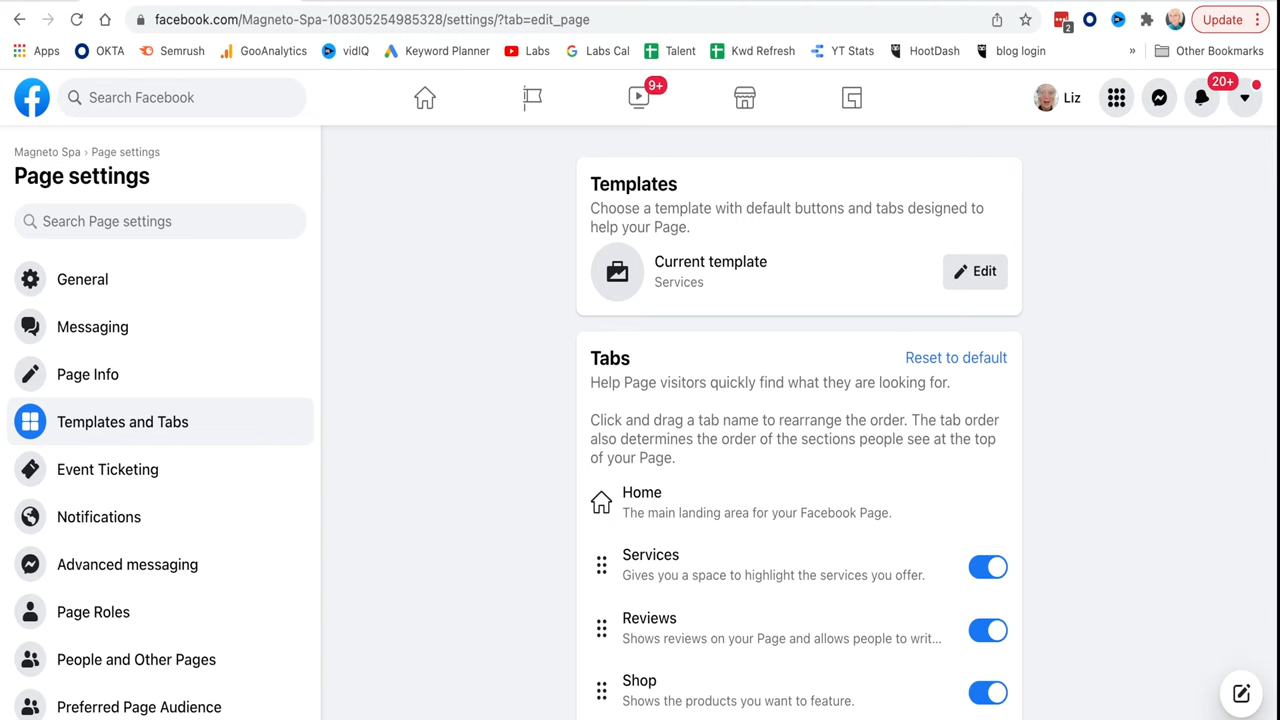 facebook.com/Magneto-Spa-108305254985328/settings/?tab=edit_page
2
Update
Apps OKTA Semrush GooAnalytics vidIQ Keyword Planner Labs Labs Cal Talent Kwd Refresh YT Stats HootDash blog login » Other Bookmarks
Search Facebook
9+
Liz
20+
Magneto Spa › Page settings
Page settings
Search Page settings
General
Messaging
Page Info
Templates and Tabs
Event Ticketing
Notifications
Advanced messaging
Page Roles
People and Other Pages
Preferred Page Audience
Templates
Choose a template with default buttons and tabs designed to
help your Page.
Current template
Services
Edit
Tabs
Reset to default
Help Page visitors quickly find what they are looking for.
Click and drag a tab name to rearrange the order. The tab order
also determines the order of the sections people see at the top
of your Page.
Home
The main landing area for your Facebook Page.
Services
Gives you a space to highlight the services you offer.
Reviews
Shows reviews on your Page and allows people to writ...
Shop
Shows the products you want to feature.